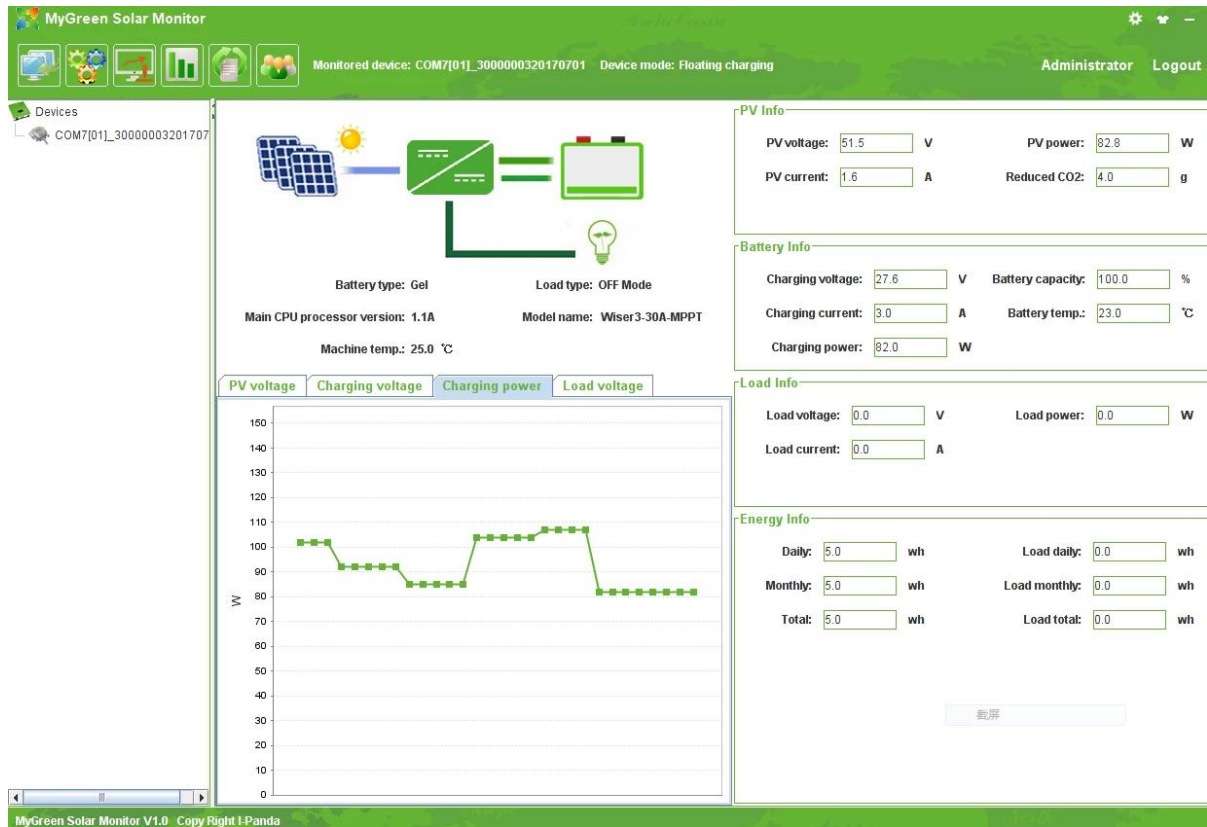 MyGreen Solar Monitor
Monitored device: COM7[01]_3000000320170701 Device mode: Floating charging
Administrator Logout
Devices
COM7[01]_30000003201707
Battery type: Gel Load type: OFF Mode
Main CPU processor version: 1.1A Model name: Wiser3-30A-MPPT
Machine temp.: 25.0 ℃
PV voltage Charging voltage Charging power Load voltage
150
140
130
120
110
100
90
80
70
60
50
40
30
20
10
0
W
PV Info
PV voltage: 51.5 V PV power: 82.8 W
PV current: 1.6 A Reduced CO2: 4.0 g
Battery Info
Charging voltage: 27.6 V Battery capacity: 100.0 %
Charging current: 3.0 A Battery temp.: 23.0 ℃
Charging power: 82.0 W
Load Info
Load voltage: 0.0 V Load power: 0.0 W
Load current: 0.0 A
Energy Info
Daily: 5.0 wh Load daily: 0.0 wh
Monthly: 5.0 wh Load monthly: 0.0 wh
Total: 5.0 wh Load total: 0.0 wh
截屏
MyGreen Solar Monitor V1.0 Copy Right I-Panda